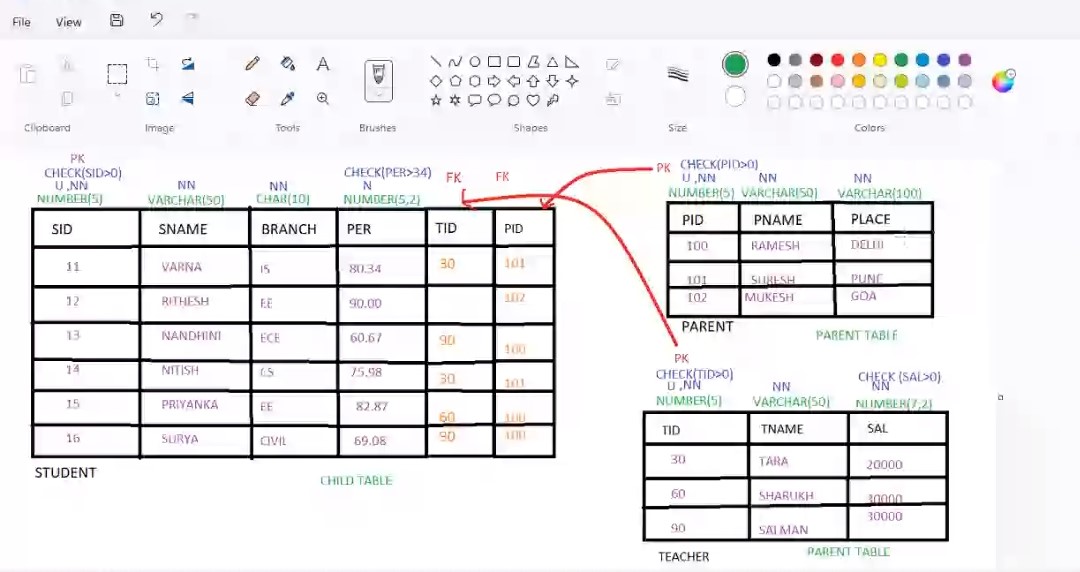 File View
Clipboard Image Tools Brushes Shapes Size Colors
PK
CHECK(SID>0)
U ,NN NN NN
NUMBER(5) VARCHAR(50) CHAR(10)
CHECK(PER>34)
N
NUMBER(5,2)
FK FK
SID SNAME BRANCH PER TID PID
11 VARNA IS 80.34 30 101
12 RITHESH EE 90.00 102
13 NANDHINI ECE 60.67 90 100
14 NITISH 75.98 30 101
15 PRIYANKA EE 82.87 60 100
16 SURYA CIVIL 69.08 90 100
STUDENT
CHILD TABLE
PK CHECK(PID>0)
U ,NN NN NN
NUMBER(5) VARCHAR(50) VARCHAR(100)
PID PNAME PLACE
100 RAMESH DELHI
101 SURESH PUNE
102 MUKESH GOA
PARENT
PARENT TABLE
PK
CHECK(TID>0) CHECK (SAL>0)
U ,NN NN NN
NUMBER(5) VARCHAR(50) NUMBER(7,2)
TID TNAME SAL
30 TARA 20000
60 SHARUKH 30000
90 SALMAN 30000
TEACHER
PARENT TABLE